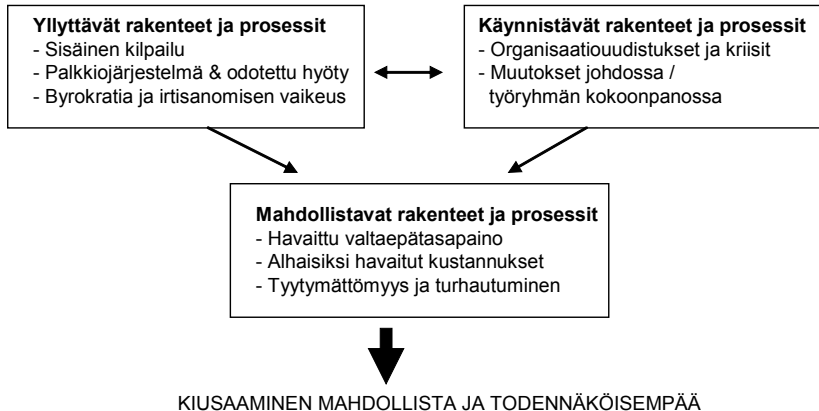 Yllyttävät rakenteet ja prosessit
- Sisäinen kilpailu
- Palkkiojärjestelmä & odotettu hyöty
- Byrokratia ja irtisanomisen vaikeus
Käynnistävät rakenteet ja prosessit
- Organisaatiouudistukset ja kriisit
- Muutokset johdossa /
työryhmän kokoonpanossa
Mahdollistavat rakenteet ja prosessit
- Havaittu valtaepätasapaino
- Alhaisiksi havaitut kustannukset
- Tyytymättömyys ja turhautuminen
KIUSAAMINEN MAHDOLLISTA JA TODENNÄKÖISEMPÄÄ